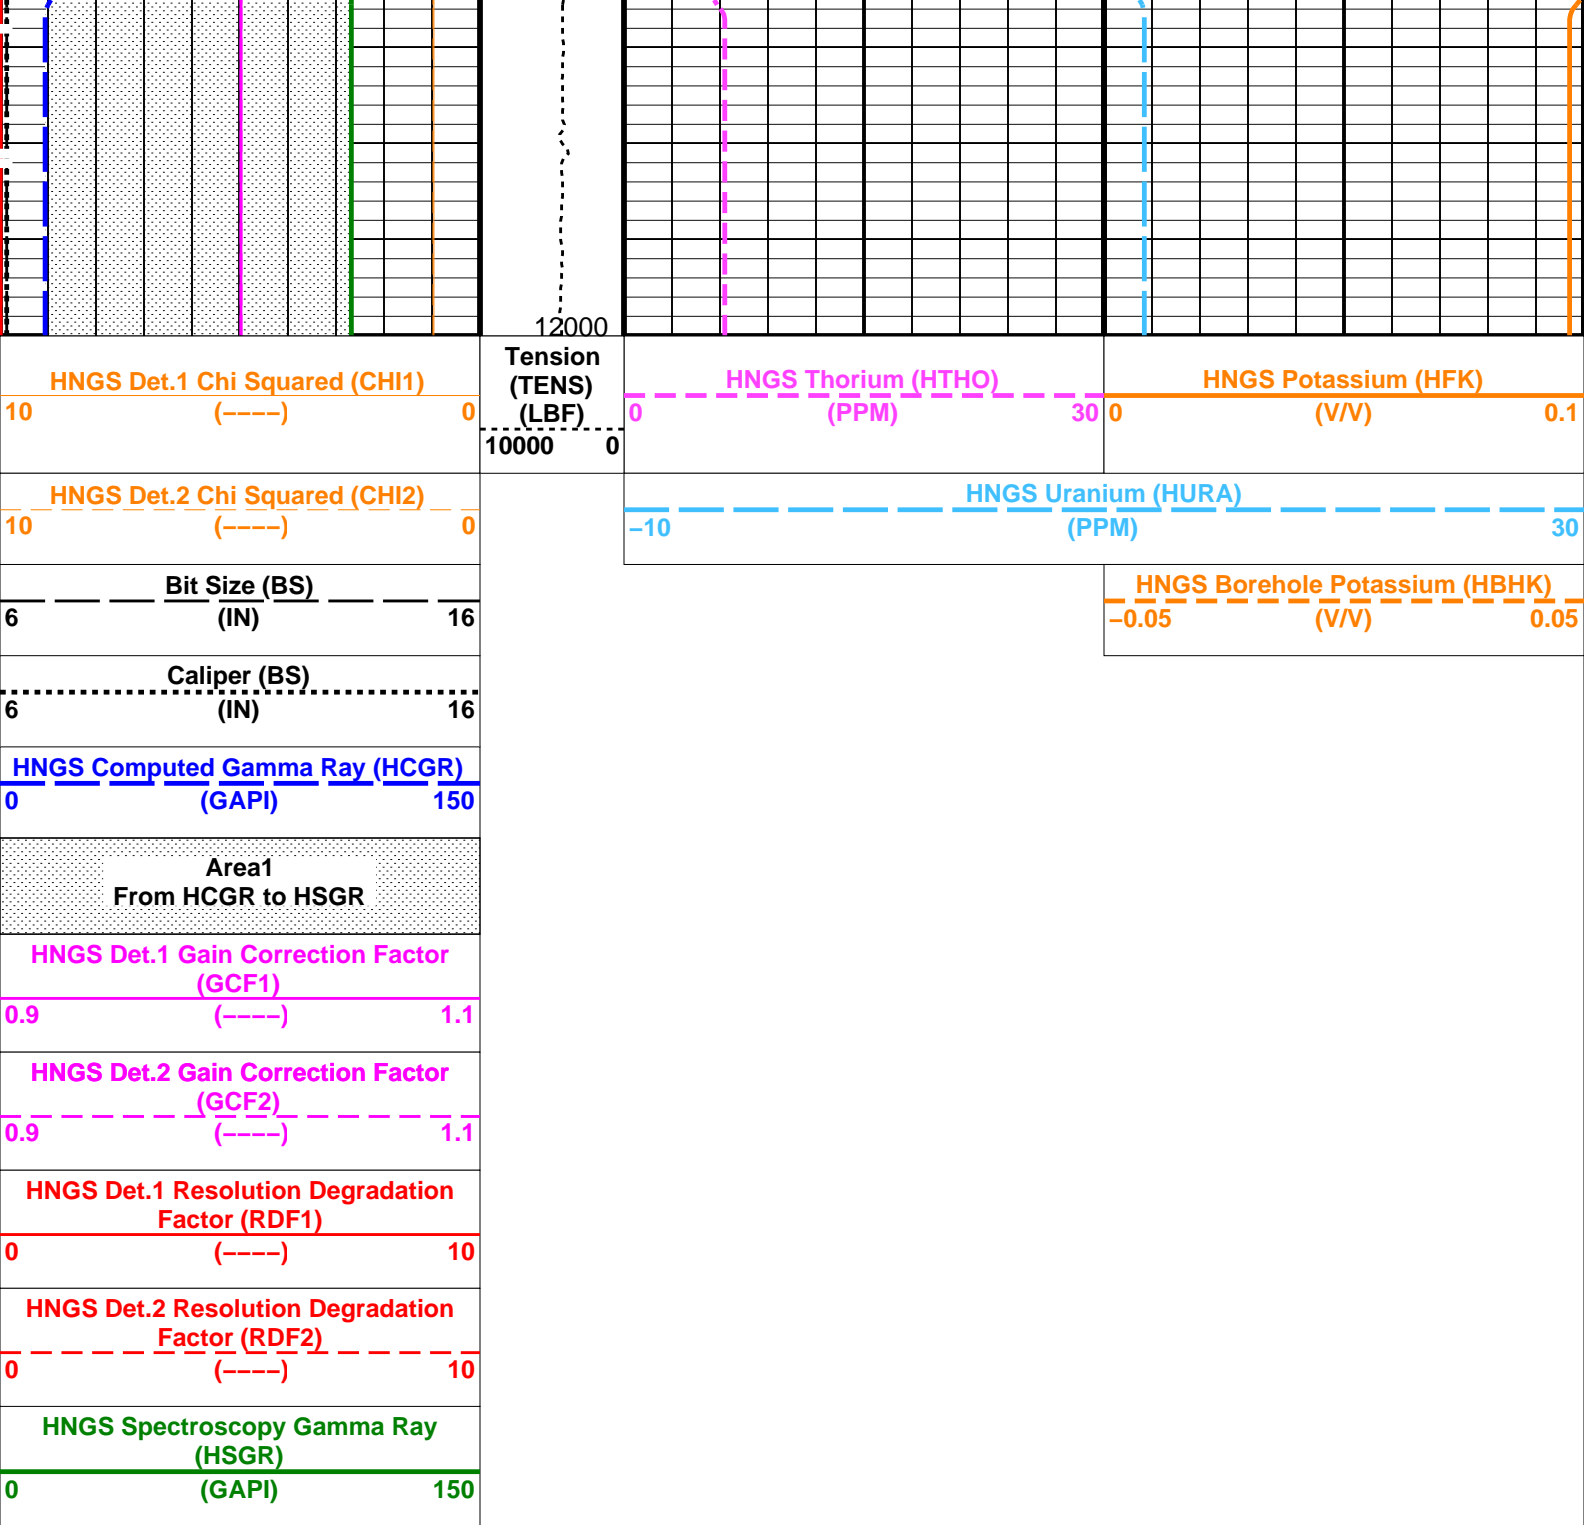 12000
HNGS Det.1 Chi Squared (CHI1)
10 (----) 0
Tension
(TENS)
(LBF)
10000 0
HNGS Thorium (HTHO)
0 (PPM) 30
HNGS Potassium (HFK)
0 (V/V) 0.1
HNGS Det.2 Chi Squared (CHI2)
10 (----) 0
HNGS Uranium (HURA)
-10 (PPM) 30
Bit Size (BS)
6 (IN) 16
HNGS Borehole Potassium (HBHK)
-0.05 (V/V) 0.05
Caliper (BS)
6 (IN) 16
HNGS Computed Gamma Ray (HCGR)
0 (GAPI) 150
Area1
From HCGR to HSGR
HNGS Det.1 Gain Correction Factor
(GCF1)
0.9 (----) 1.1
HNGS Det.2 Gain Correction Factor
(GCF2)
0.9 (----) 1.1
HNGS Det.1 Resolution Degradation
Factor (RDF1)
0 (----) 10
HNGS Det.2 Resolution Degradation
Factor (RDF2)
0 (----) 10
HNGS Spectroscopy Gamma Ray
(HSGR)
0 (GAPI) 150